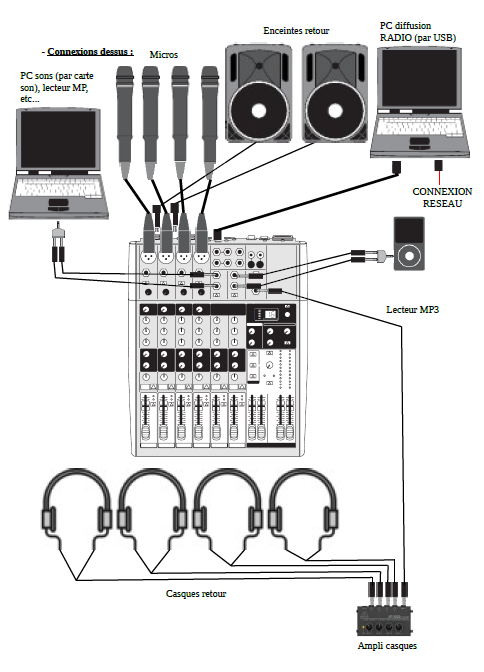 - Connexions dessus :
Micros
Enceintes retour
PC diffusion
RADIO (par USB)
PC sons (par carte
son), lecteur MP,
etc...
CONNEXION
RESEAU
Lecteur MP3
Casques retour
Ampli casques